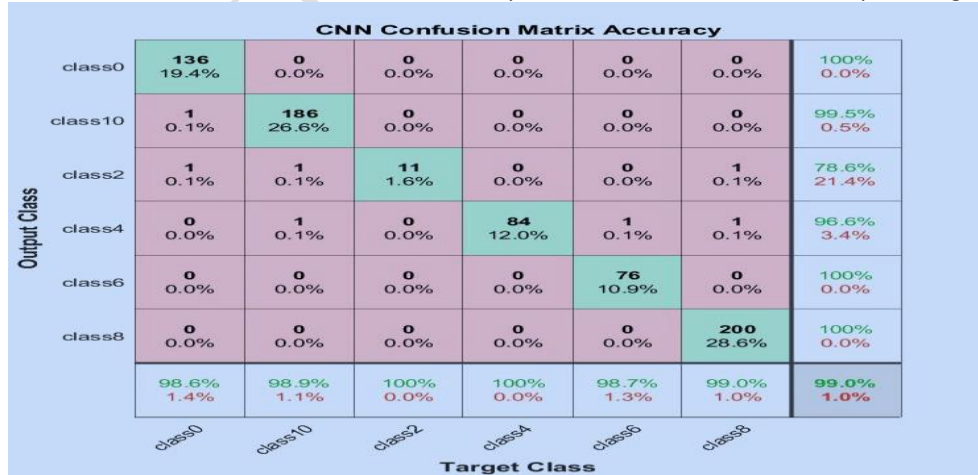 CNN Confusion Matrix Accuracy
class0 136 0 0 0 0 0 100%
19.4% 0.0% 0.0% 0.0% 0.0% 0.0% 0.0%
class10 1 186 0 0 0 0 99.5%
0.1% 26.6% 0.0% 0.0% 0.0% 0.0% 0.5%
class2 1 1 11 0 0 1 78.6%
0.1% 0.1% 1.6% 0.0% 0.0% 0.1% 21.4%
class4 0 1 0 84 1 1 96.6%
0.0% 0.1% 0.0% 12.0% 0.1% 0.1% 3.4%
class6 0 0 0 0 76 0 100%
0.0% 0.0% 0.0% 0.0% 10.9% 0.0% 0.0%
class8 0 0 0 0 0 200 100%
0.0% 0.0% 0.0% 0.0% 0.0% 28.6% 0.0%
98.6% 98.9% 100% 100% 98.7% 99.0% 99.0%
1.4% 1.1% 0.0% 0.0% 1.3% 1.0% 1.0%
class0 class10 class2 class4 class6 class8
Target Class
Output Class